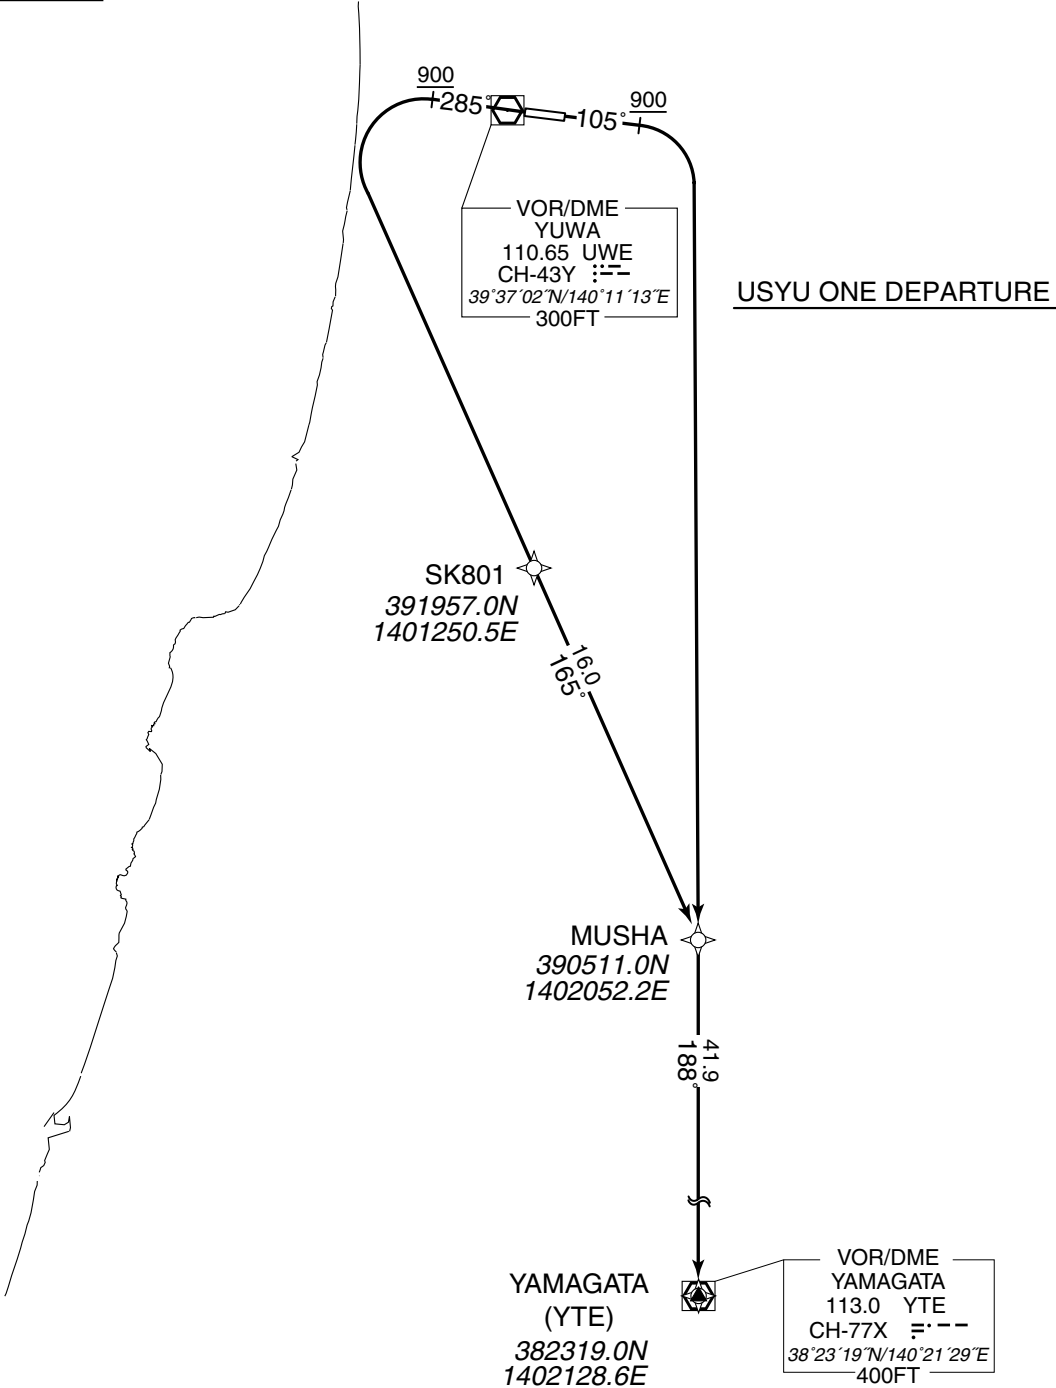 900
285°
105°
900
VOR/DME
YUWA
110.65 UWE
CH-43Y
39°37´02˝N/140°11´13˝E
300FT
USYU ONE DEPARTURE
SK801
391957.0N
1401250.5E
16.0
165°
MUSHA
390511.0N
1402052.2E
41.9
188°
YAMAGATA
(YTE)
382319.0N
1402128.6E
VOR/DME
YAMAGATA
113.0 YTE
CH-77X
38°23´19˝N/140°21´29˝E
400FT